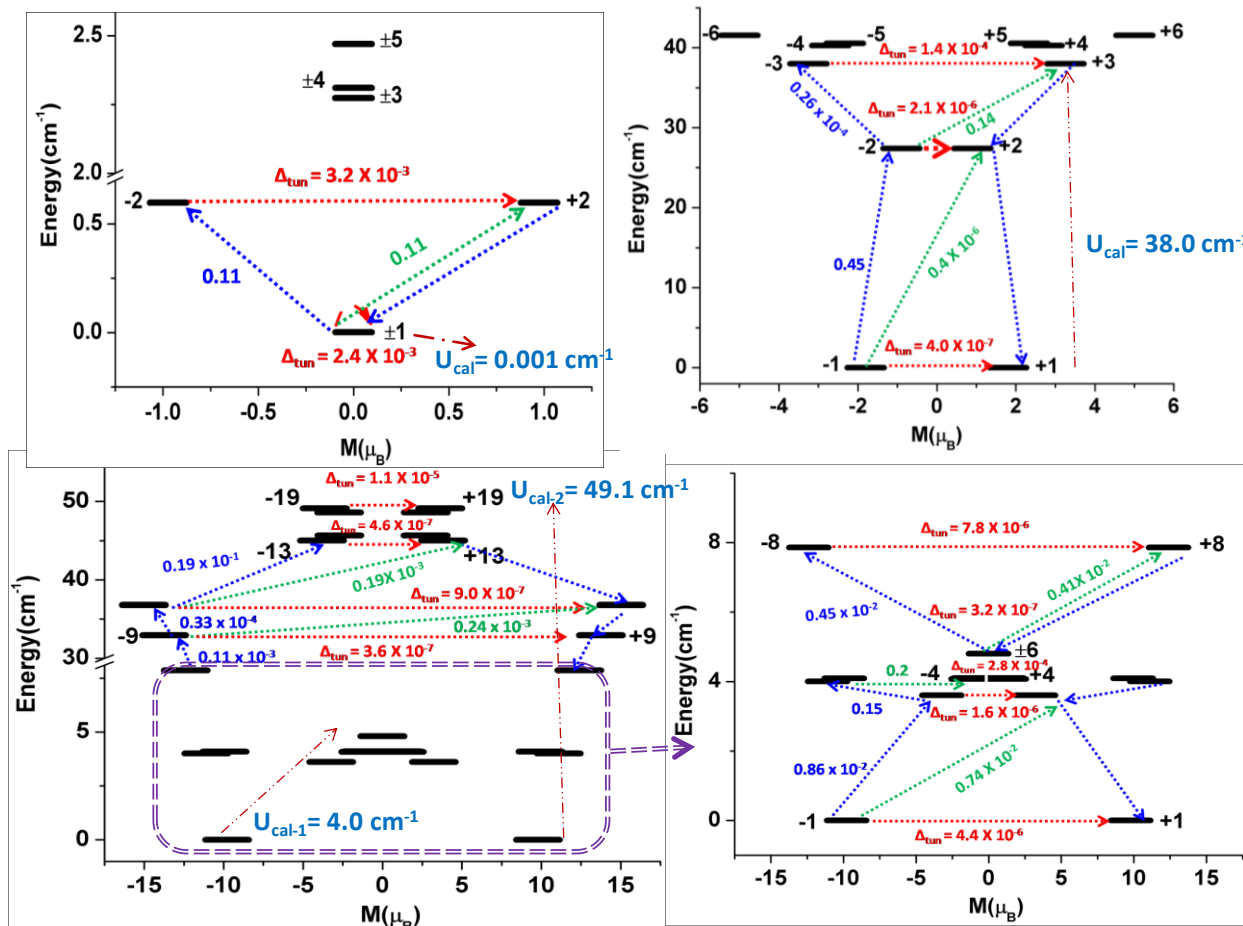 2.5
2.0
0.5
0.0
Energy(cm⁻¹)
±5
±4
±3
Δtun = 3.2 X 10⁻³
-2
+2
0.11
0.11
±1
Δtun = 2.4 X 10⁻³
Ucal= 0.001 cm⁻¹
-1.0 -0.5 0.0 0.5 1.0
M(μB)
40
30
20
10
0
Energy(cm⁻¹)
-6 -5 +5 +6
-4 +4
Δtun = 1.4 X 10⁻⁴
-3 +3
0.26 x 10⁻⁴
Δtun = 2.1 X 10⁻⁶
0.14
-2 +2
Ucal= 38.0 cm⁻¹
0.45
0.4 X 10⁻⁶
Δtun = 4.0 X 10⁻⁷
-1 +1
-6 -4 -2 0 2 4 6
M(μB)
50
40
30
5
0
Energy(cm⁻¹)
Δtun = 1.1 X 10⁻⁵
-19 +19
Ucal-2 = 49.1 cm⁻¹
Δtun = 4.6 X 10⁻⁷
-13 +13
0.19 x 10⁻¹
0.19X 10⁻³
Δtun = 9.0 X 10⁻⁷
0.33 x 10⁻⁴
0.24 X 10⁻³
-9 +9
0.11 X 10⁻³
Δtun = 3.6 X 10⁻⁷
Ucal-1 = 4.0 cm⁻¹
-15 -10 -5 0 5 10 15
M(μB)
8
4
0
Energy(cm⁻¹)
Δtun = 7.8 X 10⁻⁶
-8 +8
0.41X 10⁻²
0.45 x 10⁻²
Δtun = 3.2 X 10⁻⁷
±6
0.2
-4 +4
Δtun = 2.8 X 10⁻⁴
0.15
Δtun = 1.6 X 10⁻⁶
0.86 x 10⁻²
0.74 X 10⁻²
-1 +1
Δtun = 4.4 X 10⁻⁶
-15 -10 -5 0 5 10 15
M(μB)